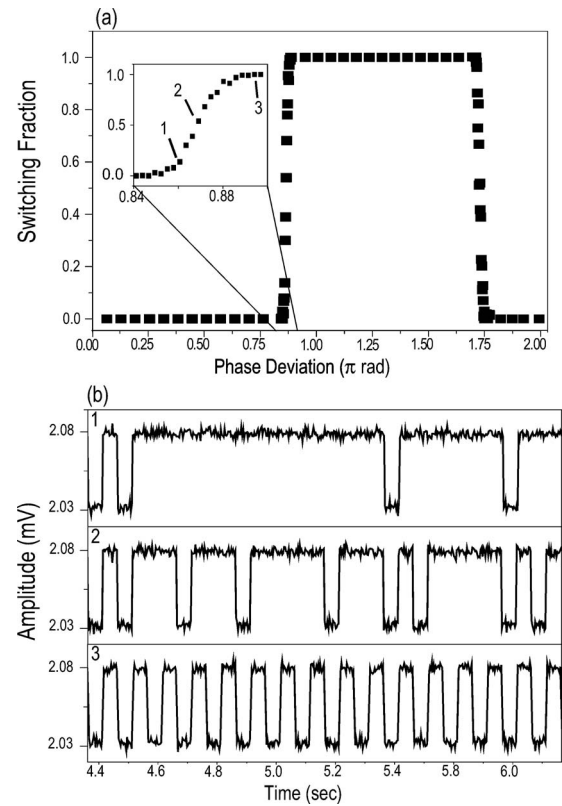 (a)
Switching Fraction
1.0
0.8
0.6
0.4
0.2
0.0
1.0
0.5
0.0
0.84 0.88
1
2
3
0.00 0.25 0.50 0.75 1.00 1.25 1.50 1.75 2.00
Phase Deviation (π rad)
(b)
Amplitude (mV)
1
2.08
2.03
2
2.08
2.03
3
2.08
2.03
4.4 4.6 4.8 5.0 5.2 5.4 5.8 6.0
Time (sec)